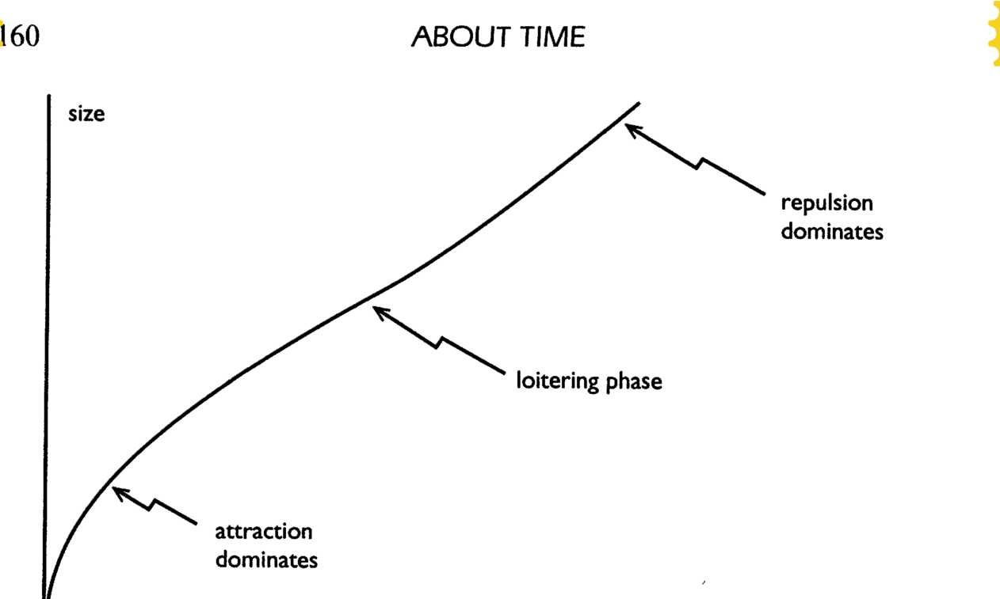 160
ABOUT TIME
size
repulsion
dominates
loitering phase
attraction
dominates